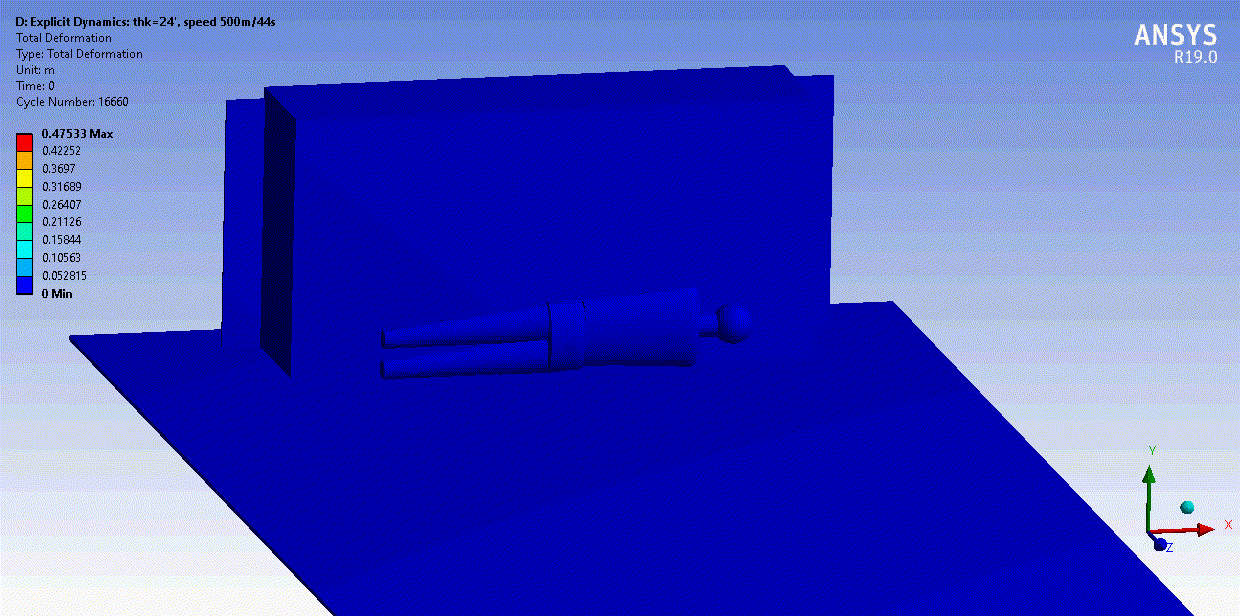 D: Explicit Dynamics: thk=24', speed 500m/44s
Total Deformation
Type: Total Deformation
Unit: m
Time: 0
Cycle Number: 16660
0.47533 Max
0.42252
0.3697
0.31689
0.26407
0.21126
0.15844
0.10563
0.052815
0 Min
ANSYS
R19.0
Y
X
Z